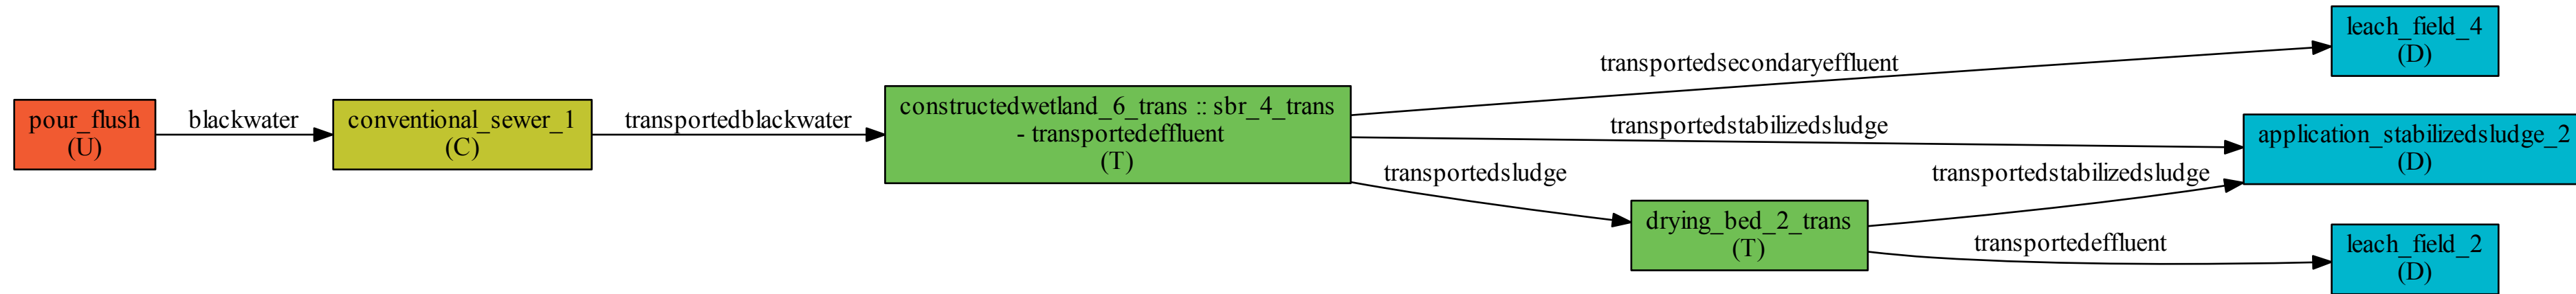 pour_flush
(U)
blackwater
conventional_sewer_1
(C)
transportedblackwater
constructedwetland_6_trans :: sbr_4_trans
- transportedeffluent
(T)
transportedsecondaryeffluent
transportedstabilizedsludge
transportedsludge
drying_bed_2_trans
(T)
transportedstabilizedsludge
transportedeffluent
leach_field_4
(D)
application_stabilizedsludge_2
(D)
leach_field_2
(D)